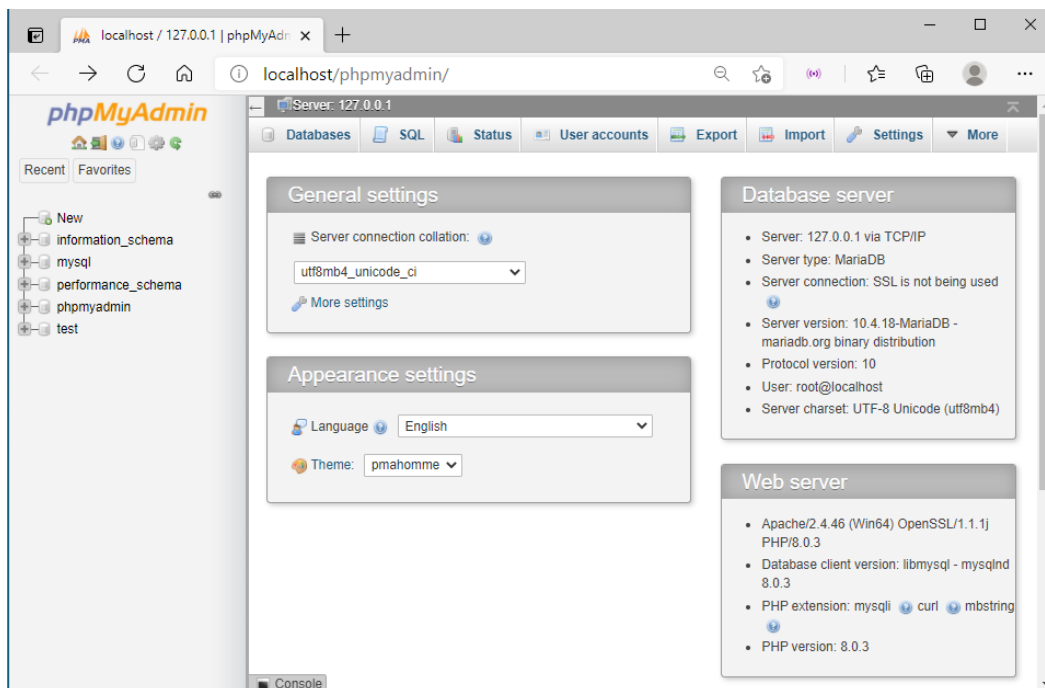 localhost / 127.0.0.1 | phpMyAdn
localhost/phpmyadmin/
phpMyAdmin
Recent Favorites
New
information_schema
mysql
performance_schema
phpmyadmin
test
Server: 127.0.0.1
Databases SQL Status User accounts Export Import Settings More
General settings
Server connection collation:
utf8mb4_unicode_ci
More settings
Appearance settings
Language English
Theme: pmahomme
Database server
Server: 127.0.0.1 via TCP/IP
Server type: MariaDB
Server connection: SSL is not being used
Server version: 10.4.18-MariaDB -
mariadb.org binary distribution
Protocol version: 10
User: root@localhost
Server charset: UTF-8 Unicode (utf8mb4)
Web server
Apache/2.4.46 (Win64) OpenSSL/1.1.1j
PHP/8.0.3
Database client version: libmysql - mysqlnd
8.0.3
PHP extension: mysqli curl mbstring
PHP version: 8.0.3
Console